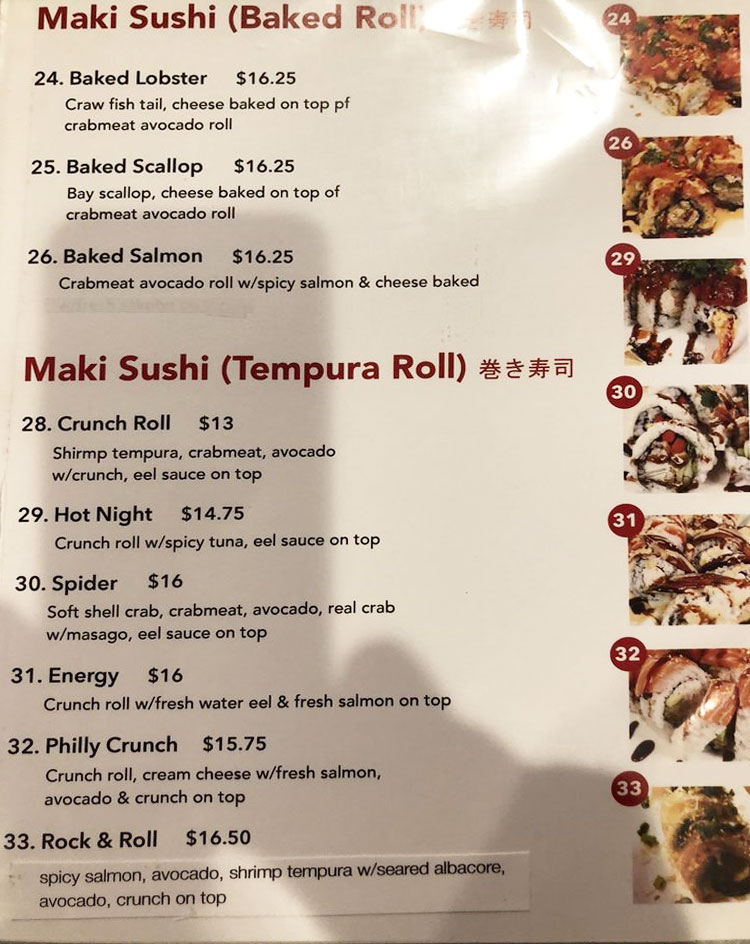 Maki Sushi (Baked Roll) 寿司
24. Baked Lobster $16.25
Craw fish tail, cheese baked on top pf
crabmeat avocado roll
25. Baked Scallop $16.25
Bay scallop, cheese baked on top of
crabmeat avocado roll
26. Baked Salmon $16.25
Crabmeat avocado roll w/spicy salmon & cheese baked
Maki Sushi (Tempura Roll) 巻き寿司
28. Crunch Roll $13
Shirmp tempura, crabmeat, avocado
w/crunch, eel sauce on top
29. Hot Night $14.75
Crunch roll w/spicy tuna, eel sauce on top
30. Spider $16
Soft shell crab, crabmeat, avocado, real crab
w/masago, eel sauce on top
31. Energy $16
Crunch roll w/fresh water eel & fresh salmon on top
32. Philly Crunch $15.75
Crunch roll, cream cheese w/fresh salmon,
avocado & crunch on top
33. Rock & Roll $16.50
spicy salmon, avocado, shrimp tempura w/seared albacore,
avocado, crunch on top
24
26
29
30
31
32
33